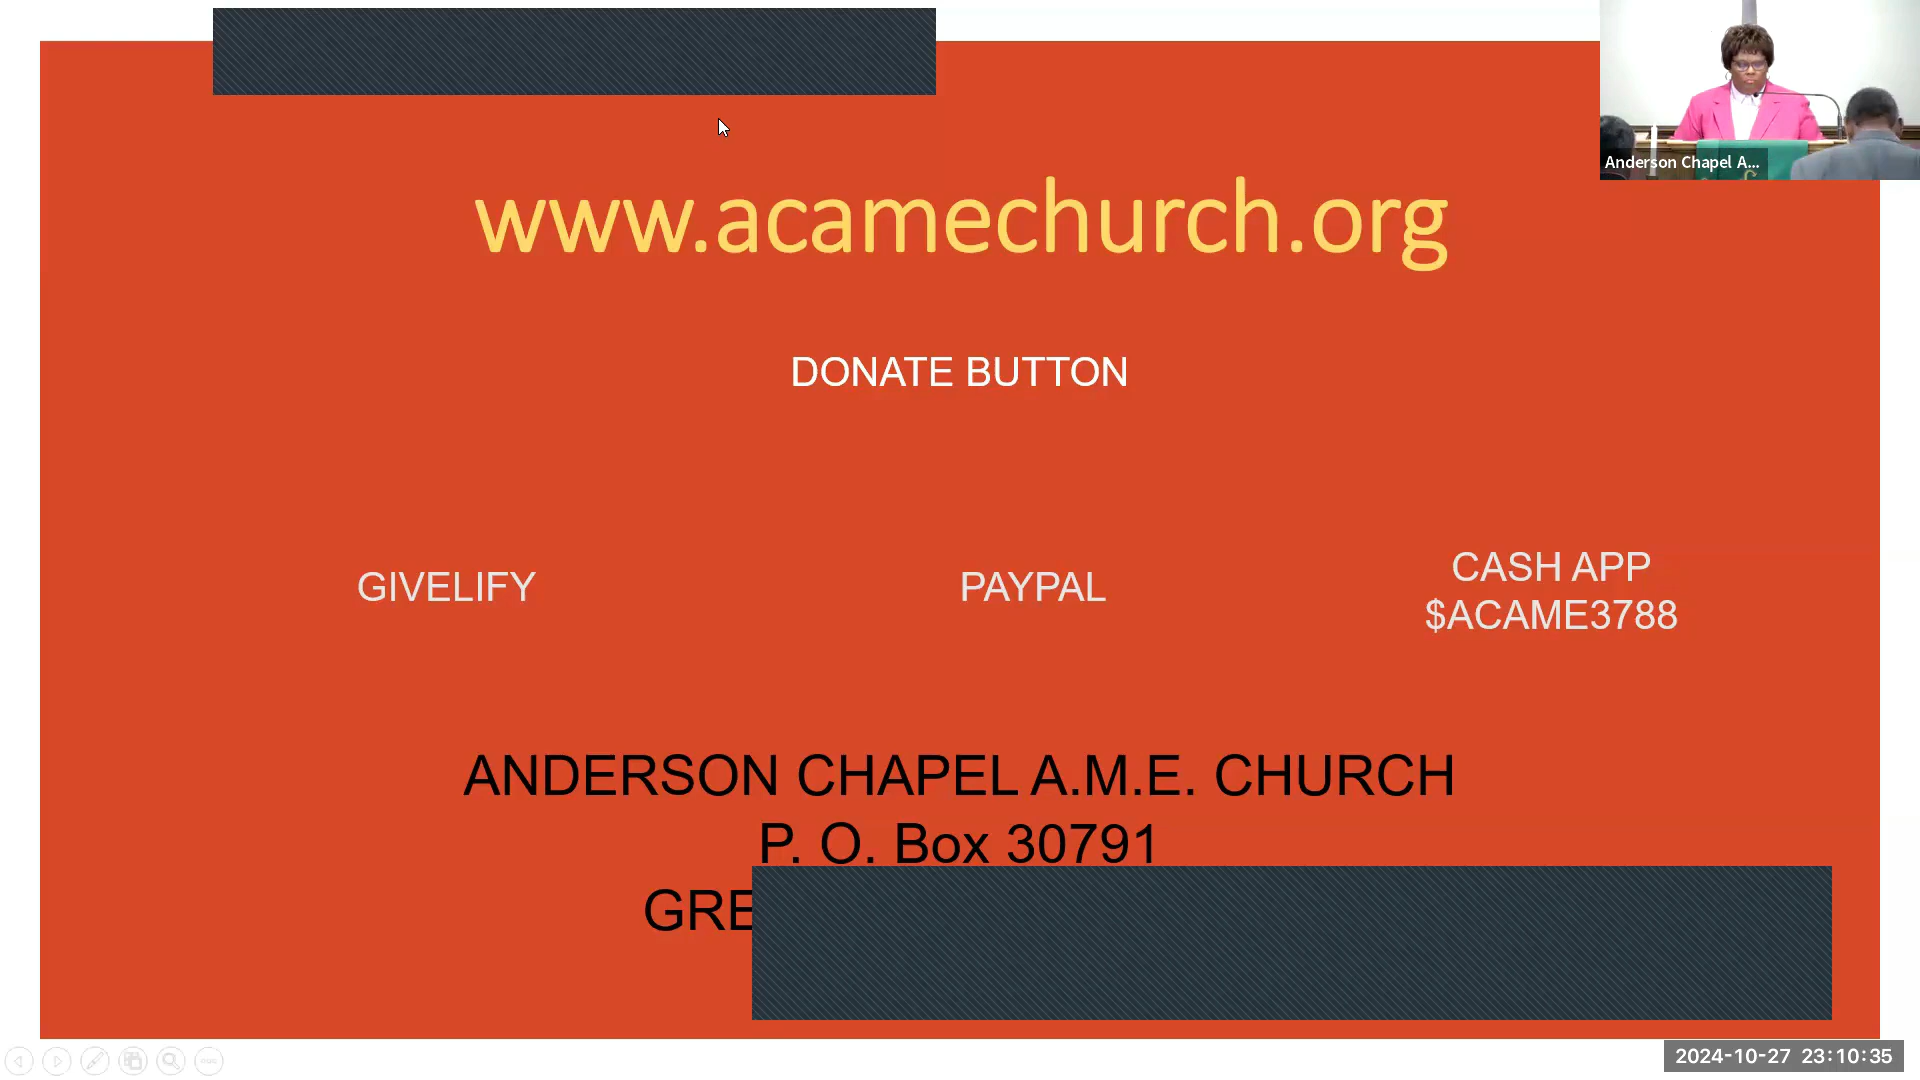 Anderson Chapel A...
www.acamechurch.org
DONATE BUTTON
GIVELIFY
PAYPAL
CASH APP
$ACAME3788
ANDERSON CHAPEL A.M.E. CHURCH
P. O. Box 30791
GRE
2024-10-27 23:10:35